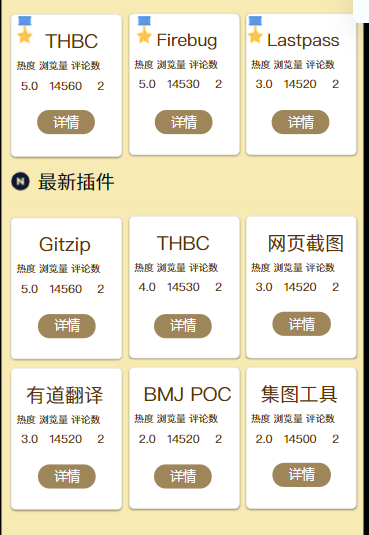 THBC Firebug Lastpass
热度 浏览量 评论数 热度 浏览量 评论数 热度 浏览量 评论数
5.0 14560 2 5.0 14530 2 3.0 14520 2
详情 详情 详情
N 最新插件
Gitzip THBC 网页截图
热度 浏览量 评论数 热度 浏览量 评论数 热度 浏览量 评论数
5.0 14560 2 4.0 14530 2 3.0 14520 2
详情 详情 详情
有道翻译 BMJ POC 集图工具
热度 浏览量 评论数 热度 浏览量 评论数 热度 浏览量 评论数
3.0 14520 2 2.0 14520 2 2.0 14500 2
详情 详情 详情